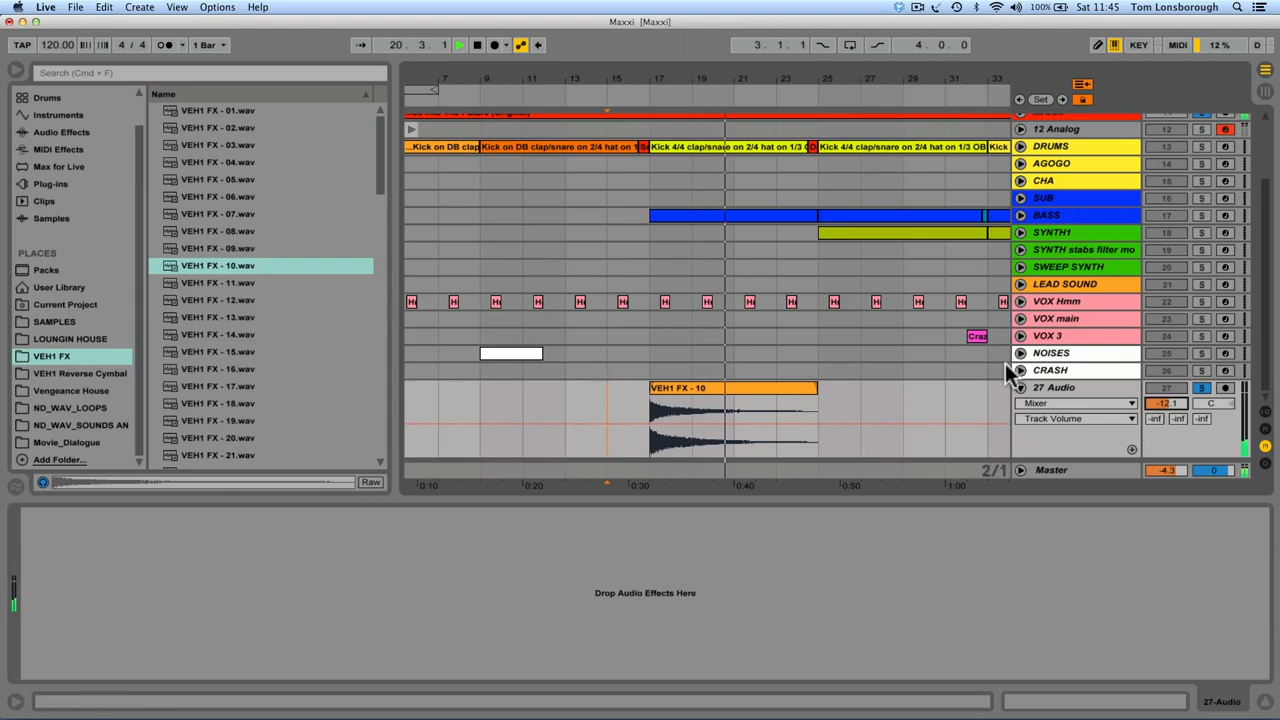 Live File Edit Create View Options Help 100% Sat 11:45 Tom Lonsborough
Maxxi [Maxxi]
TAP 120.00 4 / 4 1 Bar 20. 3. 1 3. 1. 1 4. 0. 0 KEY MIDI 12 % D
Search (Cmd + F)
7 9 11 13 15 17 19 21 23 25 27 29 31 33
Set
Name
Drums
Instruments
Audio Effects
MIDI Effects
Max for Live
Plug-ins
Clips
Samples
PLACES
Packs
User Library
Current Project
SAMPLES
LOUNGIN HOUSE
VEH1 FX
VEH1 Reverse Cymbal
Vengeance House
ND_WAV_LOOPS
ND_WAV_SOUNDS AN
Movie_Dialogue
Add Folder...
VEH1 FX - 01.wav
VEH1 FX - 02.wav
VEH1 FX - 03.wav
VEH1 FX - 04.wav
VEH1 FX - 05.wav
VEH1 FX - 06.wav
VEH1 FX - 07.wav
VEH1 FX - 08.wav
VEH1 FX - 09.wav
VEH1 FX - 10.wav
VEH1 FX - 11.wav
VEH1 FX - 12.wav
VEH1 FX - 13.wav
VEH1 FX - 14.wav
VEH1 FX - 15.wav
VEH1 FX - 16.wav
VEH1 FX - 17.wav
VEH1 FX - 18.wav
VEH1 FX - 19.wav
VEH1 FX - 20.wav
VEH1 FX - 21.wav
Raw
12 Analog 12 S
...Kick on DB clap Kick on DB clap/snare on 2/4 hat on 1 Kick 4/4 clap/snare on 2/4 hat on 1/3 D Kick 4/4 clap/snare on 2/4 hat on 1/3 OB Kick DRUMS 13 S
AGOGO 14 S
CHA 15 S
SUB 16 S
BASS 17 S
SYNTH1 18 S
SYNTH stabs filter mo 19 S
SWEEP SYNTH 20 S
LEAD SOUND 21 S
VOX Hmm 22 S
VOX main 23 S
Craz VOX 3 24 S
NOISES 25 S
CRASH 26 S
VEH1 FX - 10 27 Audio 27 S
Mixer -12.1 C
Track Volume -inf -inf -inf
2/1 Master -4.3 0
0:10 0:20 0:30 0:40 0:50 1:00
Drop Audio Effects Here
27-Audio